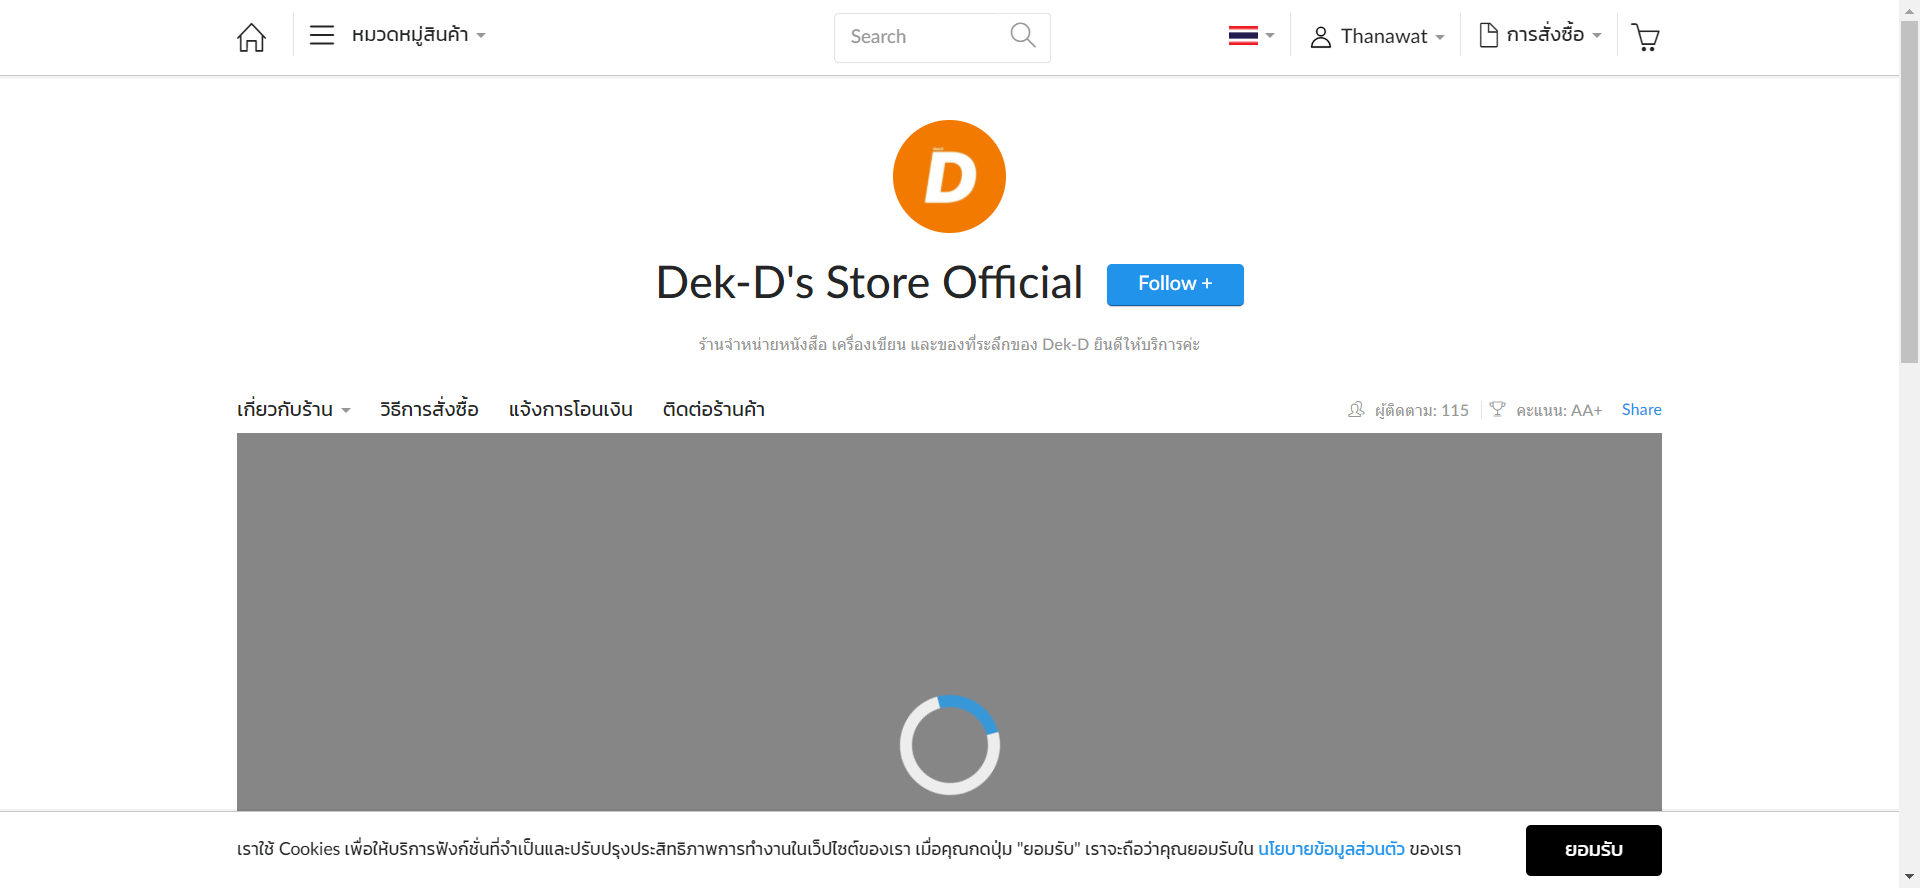 หมวดหมู่สินค้า
Search
Thanawat
การสั่งซื้อ
D
Dek-D's Store Official
Follow +
ร้านจำหน่ายหนังสือ เครื่องเขียน และของที่ระลึกของ Dek-D ยินดีให้บริการค่ะ
เกี่ยวกับร้าน วิธีการสั่งซื้อ แจ้งการโอนเงิน ติดต่อร้านค้า
ผู้ติดตาม: 115 คะแนน: AA+ Share
เราใช้ Cookies เพื่อให้บริการฟังก์ชั่นที่จำเป็นและปรับปรุงประสิทธิภาพการทำงานในเว็ปไซต์ของเรา เมื่อคุณกดปุ่ม "ยอมรับ" เราจะถือว่าคุณยอมรับใน นโยบายข้อมูลส่วนตัว ของเรา
ยอมรับ